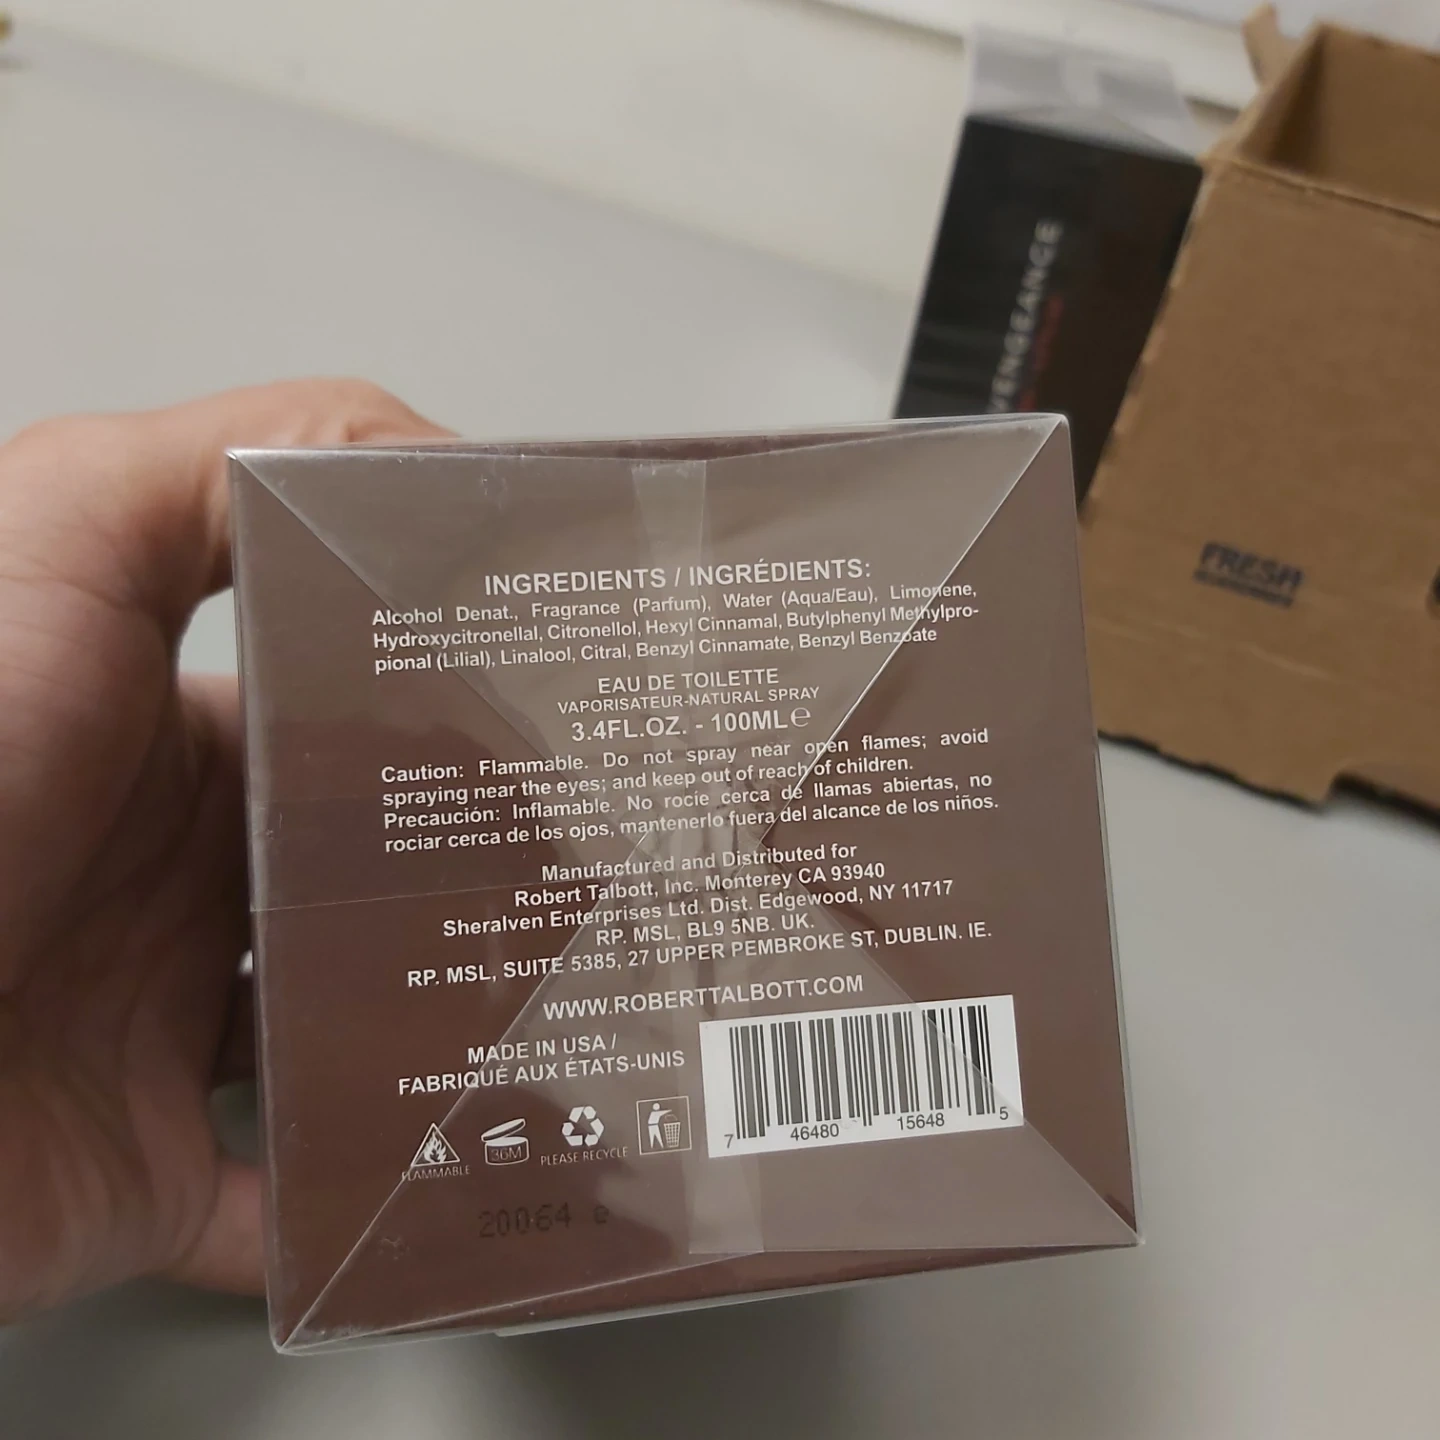 VENGEANCE
FRESH
INGREDIENTS / INGRÉDIENTS:
Alcohol Denat., Fragrance (Parfum), Water (Aqua/Eau), Limonene,
Hydroxycitronellal, Citronellol, Hexyl Cinnamal, Butylphenyl Methylpro-
pional (Lilial), Linalool, Citral, Benzyl Cinnamate, Benzyl Benzoate
EAU DE TOILETTE
VAPORISATEUR-NATURAL SPRAY
3.4FL.OZ. - 100ML℮
Caution: Flammable. Do not spray near open flames; avoid
spraying near the eyes; and keep out of reach of children.
Precaución: Inflamable. No rocíe cerca de llamas abiertas, no
rociar cerca de los ojos, mantenerlo fuera del alcance de los niños.
Manufactured and Distributed for
Robert Talbott, Inc. Monterey CA 93940
Sheralven Enterprises Ltd. Dist. Edgewood, NY 11717
RP. MSL, BL9 5NB. UK.
RP. MSL, SUITE 5385, 27 UPPER PEMBROKE ST, DUBLIN. IE.
WWW.ROBERTTALBOTT.COM
MADE IN USA /
FABRIQUÉ AUX ÉTATS-UNIS
FLAMMABLE
36M
PLEASE RECYCLE
7 46480 15648 5
20064 e